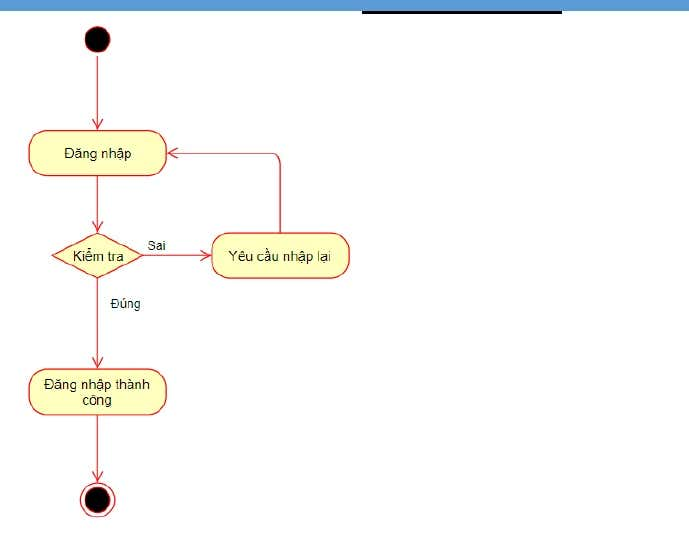 Đăng nhập
Kiểm tra
Sai
Yêu cầu nhập lại
Đúng
Đăng nhập thành
công